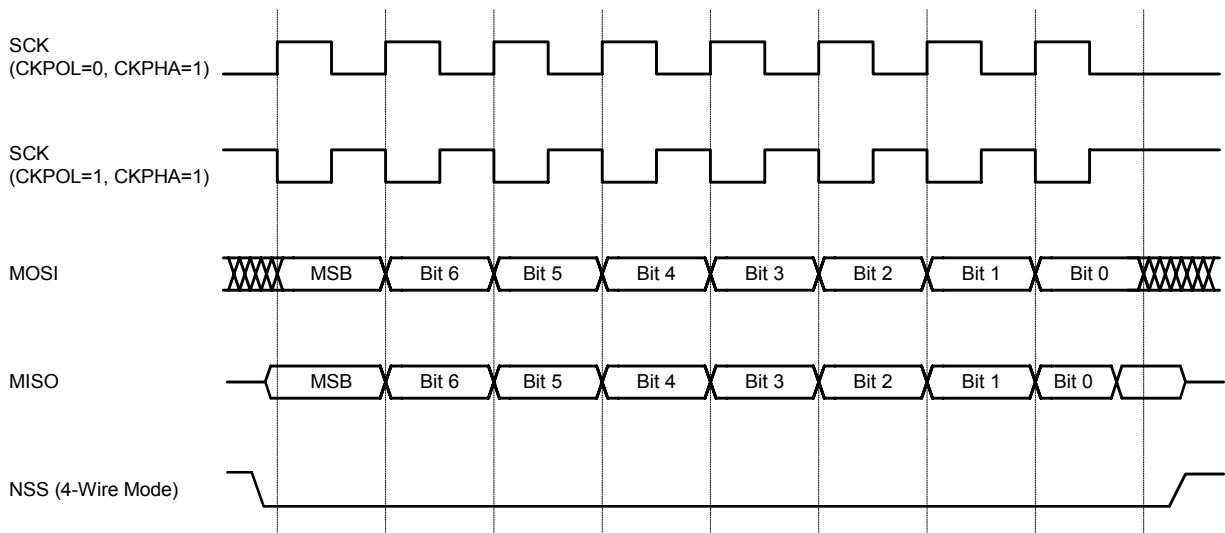 SCK
(CKPOL=0, CKPHA=1)
SCK
(CKPOL=1, CKPHA=1)
MOSI
MSB Bit 6 Bit 5 Bit 4 Bit 3 Bit 2 Bit 1 Bit 0
MISO
MSB Bit 6 Bit 5 Bit 4 Bit 3 Bit 2 Bit 1 Bit 0
NSS (4-Wire Mode)